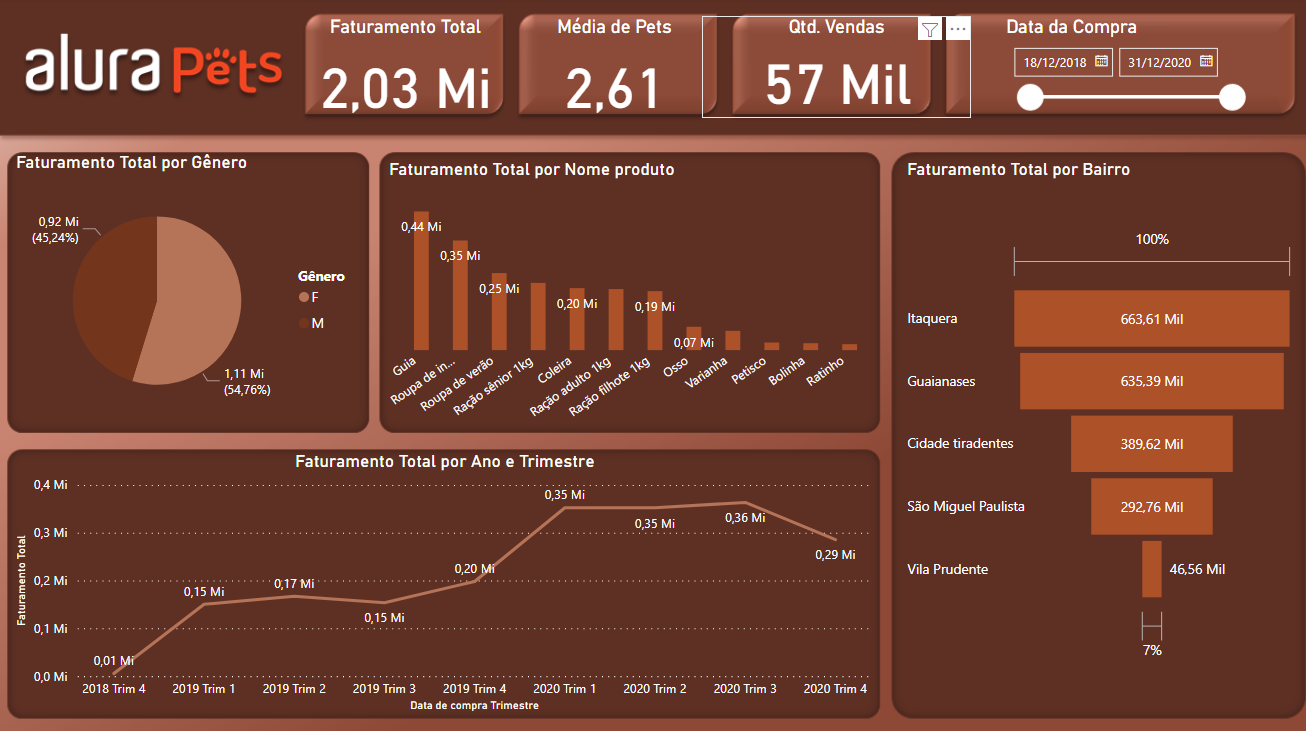 alura Pets
Faturamento Total
2,03 Mi
Média de Pets
2,61
Qtd. Vendas
57 Mil
Data da Compra
18/12/2018
31/12/2020
Faturamento Total por Gênero
0,92 Mi
(45,24%)
1,11 Mi
(54,76%)
Gênero
F
M
Faturamento Total por Nome produto
0,44 Mi
0,35 Mi
0,25 Mi
0,20 Mi
0,19 Mi
0,07 Mi
Guia
Roupa de in...
Roupa de verão
Ração sênior 1kg
Coleira
Ração adulto 1kg
Ração filhote 1kg
Osso
Varianha
Petisco
Bolinha
Ratinho
Faturamento Total por Bairro
100%
Itaquera
663,61 Mil
Guaianases
635,39 Mil
Cidade tiradentes
389,62 Mil
São Miguel Paulista
292,76 Mil
Vila Prudente
46,56 Mil
7%
Faturamento Total por Ano e Trimestre
Faturamento Total
0,4 Mi
0,3 Mi
0,2 Mi
0,1 Mi
0,0 Mi
0,01 Mi
0,15 Mi
0,17 Mi
0,15 Mi
0,20 Mi
0,35 Mi
0,35 Mi
0,36 Mi
0,29 Mi
2018 Trim 4
2019 Trim 1
2019 Trim 2
2019 Trim 3
2019 Trim 4
2020 Trim 1
2020 Trim 2
2020 Trim 3
2020 Trim 4
Data de compra Trimestre